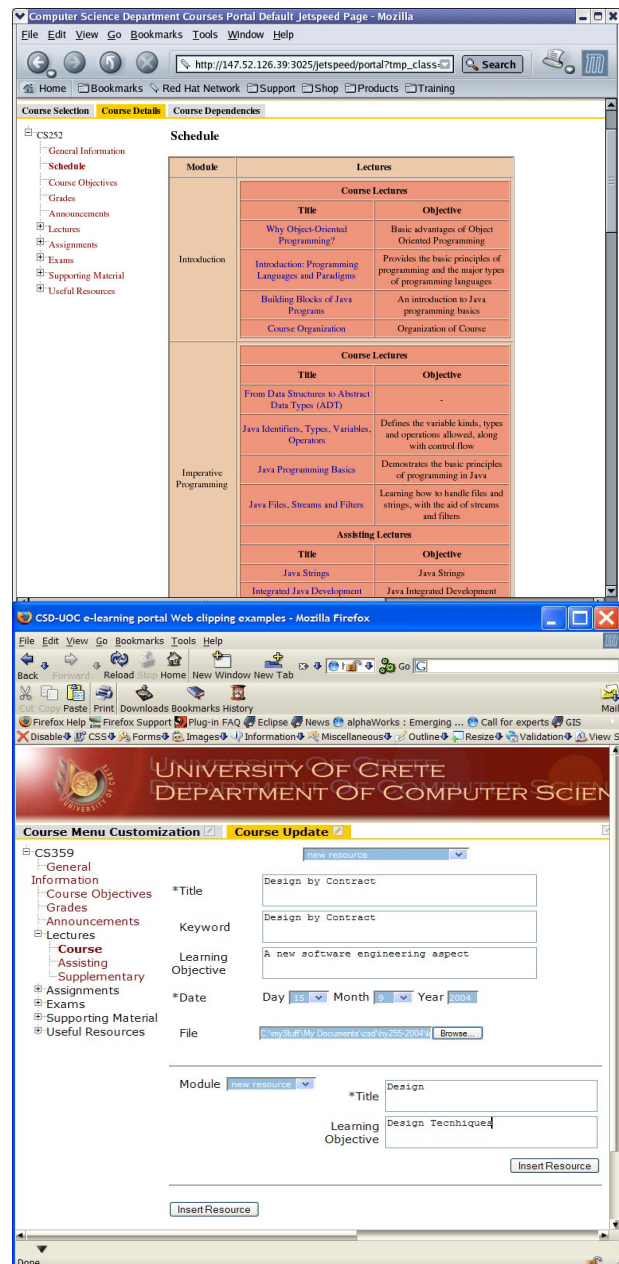 Computer Science Department Courses Portal Default Jetspeed Page - Mozilla
File Edit View Go Bookmarks Tools Window Help
http://147.52.126.39:3025/jetspeed/portal?tmp_class= Search
Home Bookmarks Red Hat Network Support Shop Products Training
Course Selection Course Details Course Dependencies
CS252
General Information
Schedule
Course Objectives
Grades
Announcements
Lectures
Assignments
Exams
Supporting Material
Useful Resources
Schedule
Module Lectures
Introduction
Course Lectures
Title Objective
Why Object-Oriented Programming? Basic advantages of Object Oriented Programming
Introduction: Programming Languages and Paradigms Provides the basic principles of programming and the major types of programming languages
Building Blocks of Java Programs An introduction to Java programming basics
Course Organization Organization of Course
Imperative Programming
Course Lectures
Title Objective
From Data Structures to Abstract Data Types (ADT) -
Java Identifiers, Types, Variables, Operators Defines the variable kinds, types and operations allowed, along with control flow
Java Programming Basics Demostrates the basic principles of programming in Java
Java Files, Streams and Filters Learning how to handle files and strings, with the aid of streams and filters
Assisting Lectures
Title Objective
Java Strings Java Strings
Integrated Java Development Java Integrated Development
CSD-UOC e-learning portal Web clipping examples - Mozilla Firefox
File Edit View Go Bookmarks Tools Help
Back Forward Reload Stop Home New Window New Tab Go
Cut Copy Paste Print Downloads Bookmarks History Mail
Firefox Help Firefox Support Plug-in FAQ Eclipse News alphaWorks : Emerging ... Call for experts GIS
Disable CSS Forms Images Information Miscellaneous Outline Resize Validation View S
UNIVERSITY OF CRETE
DEPARTMENT OF COMPUTER SCIEN
Course Menu Customization Course Update
CS359
General Information
Course Objectives
Grades
Announcements
Lectures
Course
Assisting
Supplementary
Assignments
Exams
Supporting Material
Useful Resources
new resource
*Title Design by Contract
Keyword Design by Contract
Learning Objective A new software engineering aspect
*Date Day 15 Month 9 Year 2004
File C:\myStuff\My Documents\csd\hy255-2004\le Browse...
Module new resource
*Title Design
Learning Objective Design Tecnhiques
Insert Resource
Insert Resource
Done